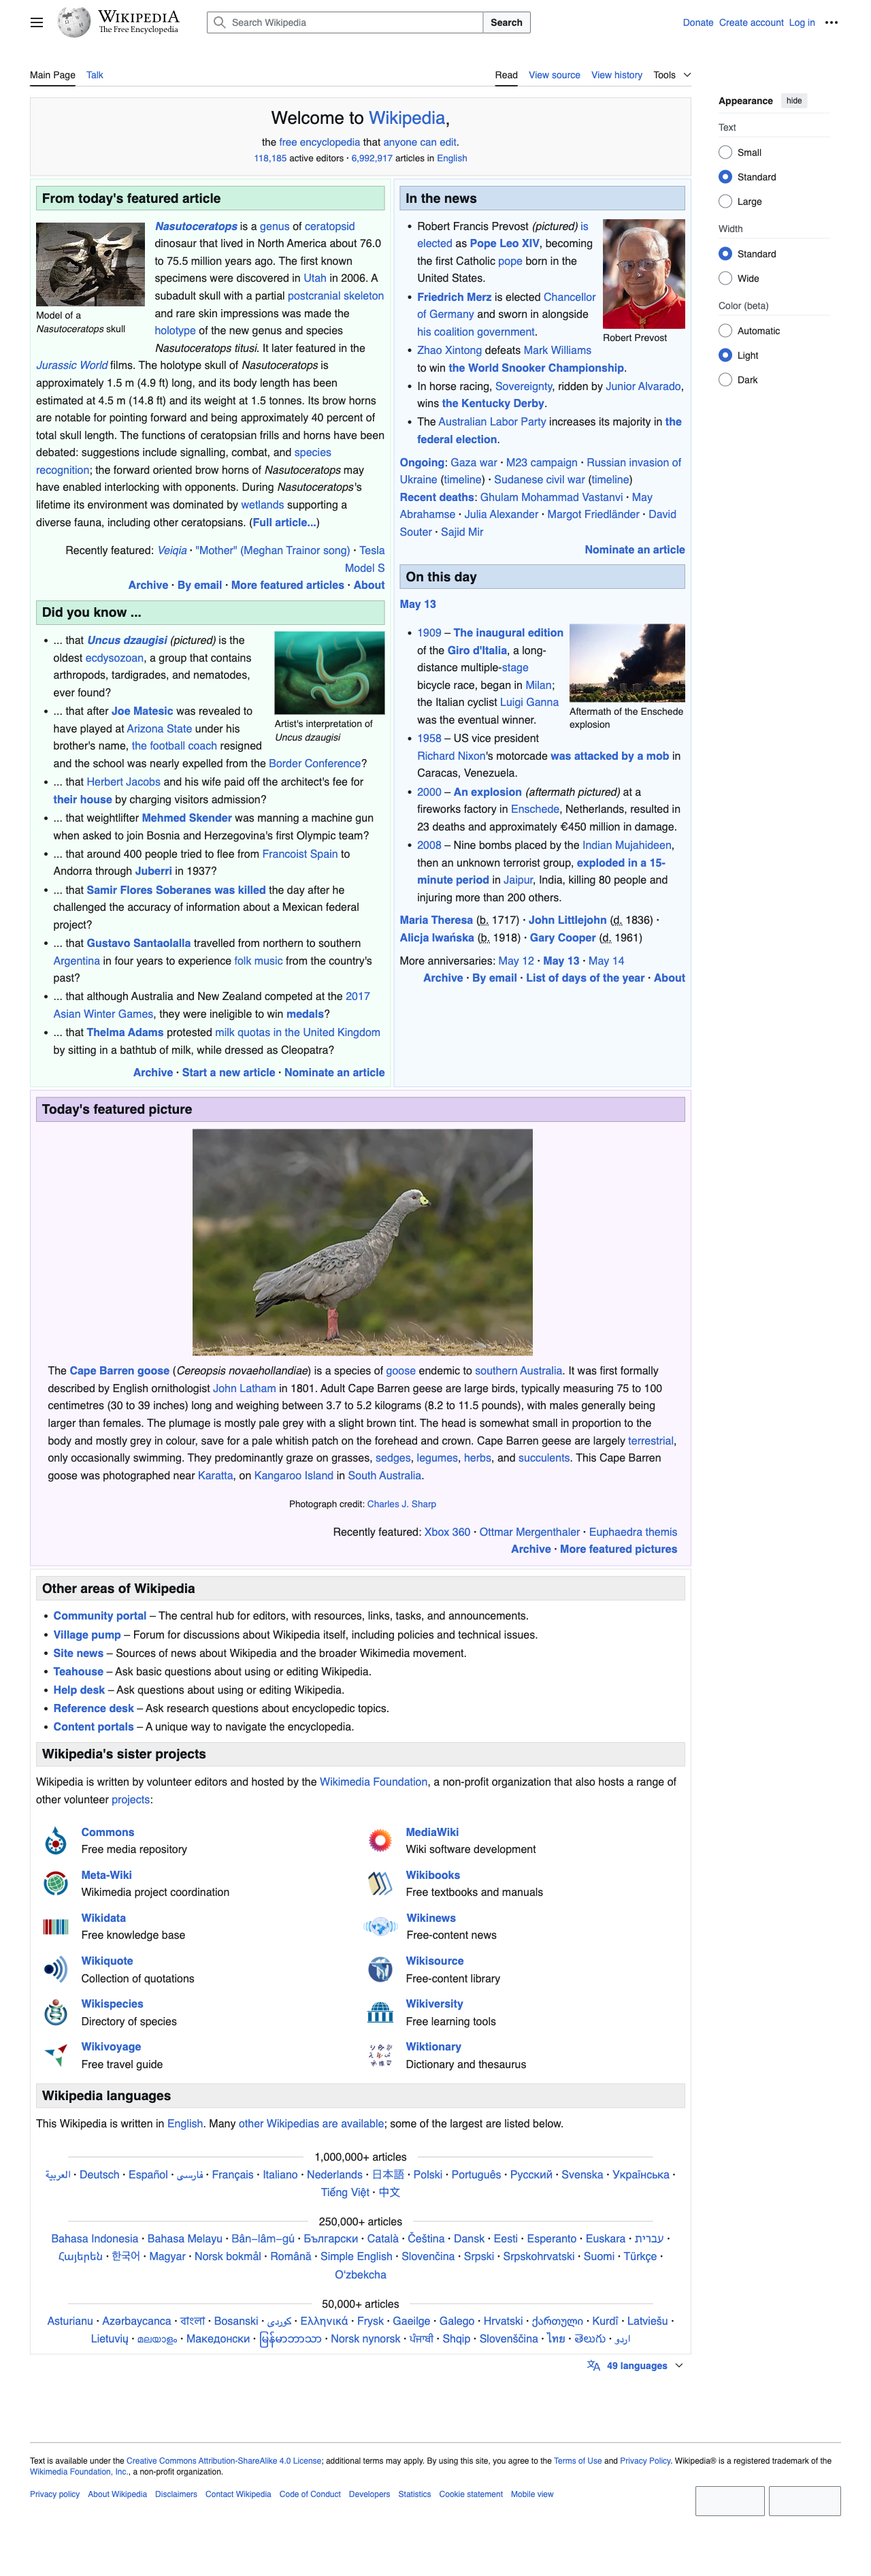 WIKIPEDIA
The Free Encyclopedia
Search Wikipedia
Search
Donate Create account Log in
Main Page Talk
Read View source View history Tools
Welcome to Wikipedia,
the free encyclopedia that anyone can edit.
118,185 active editors · 6,992,917 articles in English
From today's featured article
Model of a
Nasutoceratops skull
Nasutoceratops is a genus of ceratopsid
dinosaur that lived in North America about 76.0
to 75.5 million years ago. The first known
specimens were discovered in Utah in 2006. A
subadult skull with a partial postcranial skeleton
and rare skin impressions was made the
holotype of the new genus and species
Nasutoceratops titusi. It later featured in the
Jurassic World films. The holotype skull of Nasutoceratops is
approximately 1.5 m (4.9 ft) long, and its body length has been
estimated at 4.5 m (14.8 ft) and its weight at 1.5 tonnes. Its brow horns
are notable for pointing forward and being approximately 40 percent of
total skull length. The functions of ceratopsian frills and horns have been
debated: suggestions include signalling, combat, and species
recognition; the forward oriented brow horns of Nasutoceratops may
have enabled interlocking with opponents. During Nasutoceratops's
lifetime its environment was dominated by wetlands supporting a
diverse fauna, including other ceratopsians. (Full article...)
Recently featured: Veiqia · "Mother" (Meghan Trainor song) · Tesla
Model S
Archive · By email · More featured articles · About
Did you know ...
... that Uncus dzaugisi (pictured) is the
oldest ecdysozoan, a group that contains
arthropods, tardigrades, and nematodes,
ever found?
Artist's interpretation of
Uncus dzaugisi
... that after Joe Matesic was revealed to
have played at Arizona State under his
brother's name, the football coach resigned
and the school was nearly expelled from the Border Conference?
... that Herbert Jacobs and his wife paid off the architect's fee for
their house by charging visitors admission?
... that weightlifter Mehmed Skender was manning a machine gun
when asked to join Bosnia and Herzegovina's first Olympic team?
... that around 400 people tried to flee from Francoist Spain to
Andorra through Juberri in 1937?
... that Samir Flores Soberanes was killed the day after he
challenged the accuracy of information about a Mexican federal
project?
... that Gustavo Santaolalla travelled from northern to southern
Argentina in four years to experience folk music from the country's
past?
... that although Australia and New Zealand competed at the 2017
Asian Winter Games, they were ineligible to win medals?
... that Thelma Adams protested milk quotas in the United Kingdom
by sitting in a bathtub of milk, while dressed as Cleopatra?
Archive · Start a new article · Nominate an article
In the news
Robert Francis Prevost (pictured) is
elected as Pope Leo XIV, becoming
the first Catholic pope born in the
United States.
Robert Prevost
Friedrich Merz is elected Chancellor
of Germany and sworn in alongside
his coalition government.
Zhao Xintong defeats Mark Williams
to win the World Snooker Championship.
In horse racing, Sovereignty, ridden by Junior Alvarado,
wins the Kentucky Derby.
The Australian Labor Party increases its majority in the
federal election.
Ongoing: Gaza war · M23 campaign · Russian invasion of
Ukraine (timeline) · Sudanese civil war (timeline)
Recent deaths: Ghulam Mohammad Vastanvi · May
Abrahamse · Julia Alexander · Margot Friedländer · David
Souter · Sajid Mir
Nominate an article
On this day
May 13
1909 – The inaugural edition
of the Giro d'Italia, a long-
distance multiple-stage
bicycle race, began in Milan;
the Italian cyclist Luigi Ganna
was the eventual winner.
Aftermath of the Enschede
explosion
1958 – US vice president
Richard Nixon's motorcade was attacked by a mob in
Caracas, Venezuela.
2000 – An explosion (aftermath pictured) at a
fireworks factory in Enschede, Netherlands, resulted in
23 deaths and approximately €450 million in damage.
2008 – Nine bombs placed by the Indian Mujahideen,
then an unknown terrorist group, exploded in a 15-
minute period in Jaipur, India, killing 80 people and
injuring more than 200 others.
Maria Theresa (b. 1717) · John Littlejohn (d. 1836) ·
Alicja Iwańska (b. 1918) · Gary Cooper (d. 1961)
More anniversaries: May 12 · May 13 · May 14
Archive · By email · List of days of the year · About
Today's featured picture
The Cape Barren goose (Cereopsis novaehollandiae) is a species of goose endemic to southern Australia. It was first formally
described by English ornithologist John Latham in 1801. Adult Cape Barren geese are large birds, typically measuring 75 to 100
centimetres (30 to 39 inches) long and weighing between 3.7 to 5.2 kilograms (8.2 to 11.5 pounds), with males generally being
larger than females. The plumage is mostly pale grey with a slight brown tint. The head is somewhat small in proportion to the
body and mostly grey in colour, save for a pale whitish patch on the forehead and crown. Cape Barren geese are largely terrestrial,
only occasionally swimming. They predominantly graze on grasses, sedges, legumes, herbs, and succulents. This Cape Barren
goose was photographed near Karatta, on Kangaroo Island in South Australia.
Photograph credit: Charles J. Sharp
Recently featured: Xbox 360 · Ottmar Mergenthaler · Euphaedra themis
Archive · More featured pictures
Other areas of Wikipedia
Community portal – The central hub for editors, with resources, links, tasks, and announcements.
Village pump – Forum for discussions about Wikipedia itself, including policies and technical issues.
Site news – Sources of news about Wikipedia and the broader Wikimedia movement.
Teahouse – Ask basic questions about using or editing Wikipedia.
Help desk – Ask questions about using or editing Wikipedia.
Reference desk – Ask research questions about encyclopedic topics.
Content portals – A unique way to navigate the encyclopedia.
Wikipedia's sister projects
Wikipedia is written by volunteer editors and hosted by the Wikimedia Foundation, a non-profit organization that also hosts a range of
other volunteer projects:
Commons
Free media repository
MediaWiki
Wiki software development
Meta-Wiki
Wikimedia project coordination
Wikibooks
Free textbooks and manuals
Wikidata
Free knowledge base
Wikinews
Free-content news
Wikiquote
Collection of quotations
Wikisource
Free-content library
Wikispecies
Directory of species
Wikiversity
Free learning tools
Wikivoyage
Free travel guide
Wiktionary
Dictionary and thesaurus
Wikipedia languages
This Wikipedia is written in English. Many other Wikipedias are available; some of the largest are listed below.
1,000,000+ articles
العربية · Deutsch · Español · فارسی · Français · Italiano · Nederlands · 日本語 · Polski · Português · Русский · Svenska · Українська ·
Tiếng Việt · 中文
250,000+ articles
Bahasa Indonesia · Bahasa Melayu · Bân-lâm-gú · Български · Català · Čeština · Dansk · Eesti · Esperanto · Euskara · עברית ·
Հայերեն · 한국어 · Magyar · Norsk bokmål · Română · Simple English · Slovenčina · Srpski · Srpskohrvatski · Suomi · Türkçe ·
Oʻzbekcha
50,000+ articles
Asturianu · Azərbaycanca · বাংলা · Bosanski · کوردی · Ελληνικά · Frysk · Gaeilge · Galego · Hrvatski · ქართული · Kurdî · Latviešu ·
Lietuvių · മലയാളം · Македонски · မြန်မာဘာသာ · Norsk nynorsk · ਪੰਜਾਬੀ · Shqip · Slovenščina · ไทย · తెలుగు · اردو
49 languages
Appearance hide
Text
Small
Standard
Large
Width
Standard
Wide
Color (beta)
Automatic
Light
Dark
Text is available under the Creative Commons Attribution-ShareAlike 4.0 License; additional terms may apply. By using this site, you agree to the Terms of Use and Privacy Policy. Wikipedia® is a registered trademark of the
Wikimedia Foundation, Inc., a non-profit organization.
Privacy policy About Wikipedia Disclaimers Contact Wikipedia Code of Conduct Developers Statistics Cookie statement Mobile view